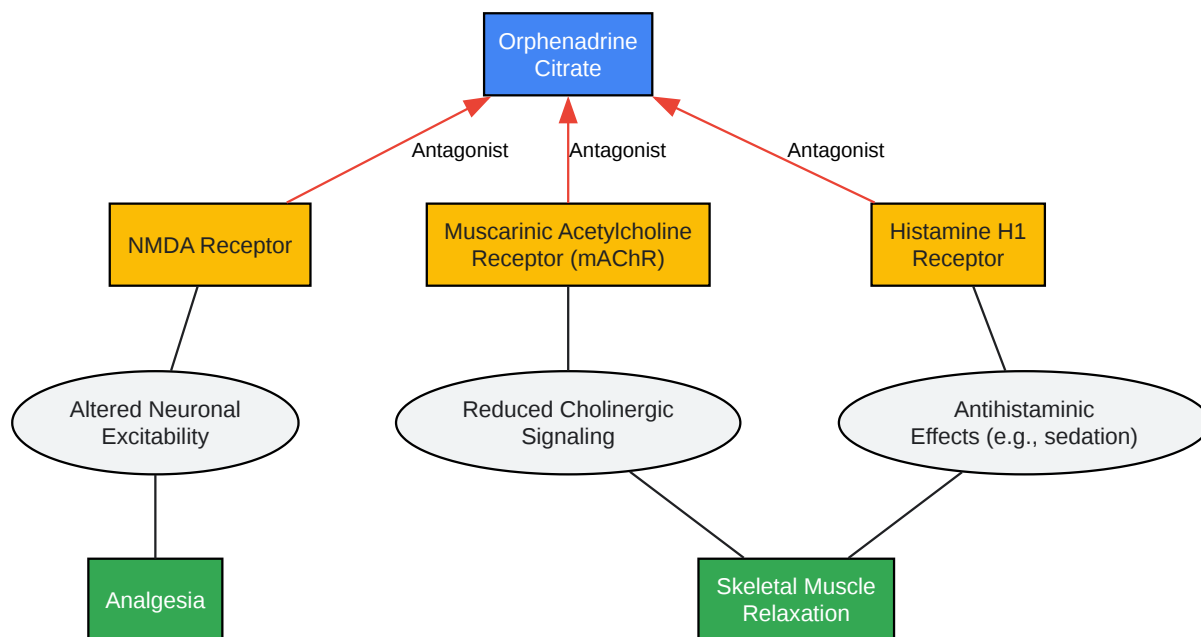 Orphenadrine
Citrate
Antagonist
Antagonist
Antagonist
NMDA Receptor
Muscarinic Acetylcholine
Receptor (mAChR)
Histamine H1
Receptor
Altered Neuronal
Excitability
Reduced Cholinergic
Signaling
Antihistaminic
Effects (e.g., sedation)
Analgesia
Skeletal Muscle
Relaxation